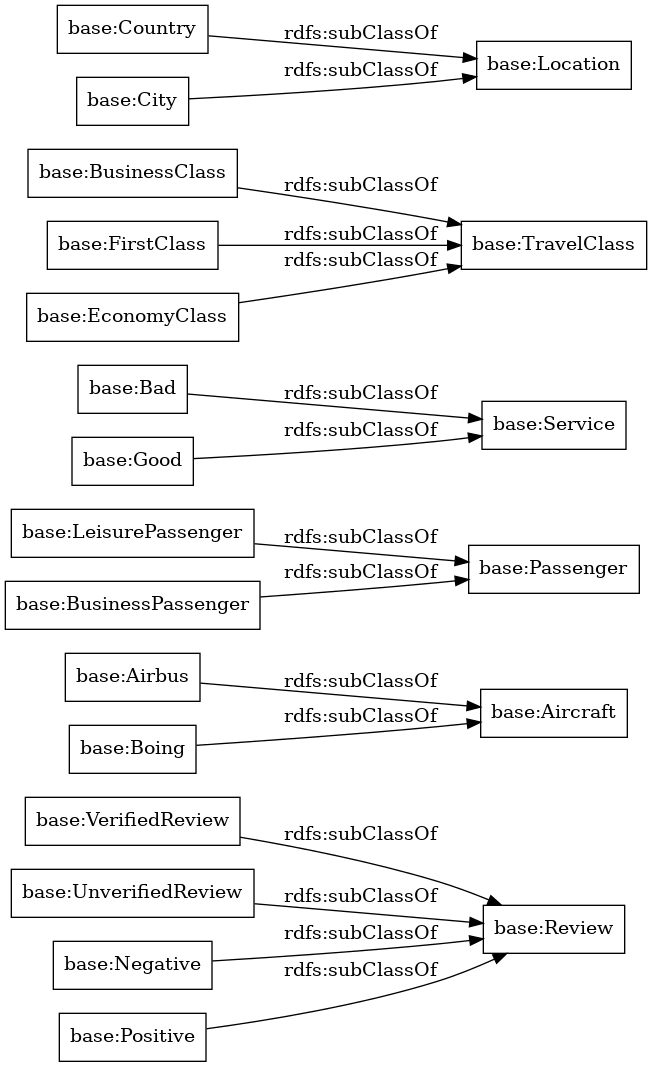 base:Country
rdfs:subClassOf
base:Location
rdfs:subClassOf
base:City
base:BusinessClass
rdfs:subClassOf
base:FirstClass
rdfs:subClassOf
base:TravelClass
rdfs:subClassOf
base:EconomyClass
base:Bad
rdfs:subClassOf
base:Service
rdfs:subClassOf
base:Good
base:LeisurePassenger
rdfs:subClassOf
base:Passenger
rdfs:subClassOf
base:BusinessPassenger
base:Airbus
rdfs:subClassOf
base:Aircraft
rdfs:subClassOf
base:Boing
base:VerifiedReview
rdfs:subClassOf
base:UnverifiedReview
rdfs:subClassOf
base:Review
rdfs:subClassOf
base:Negative
rdfs:subClassOf
base:Positive